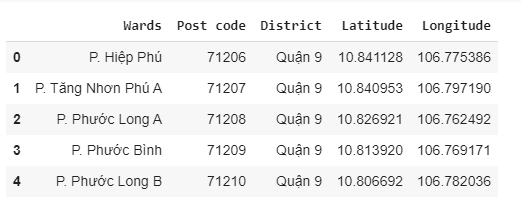 Wards Post code District Latitude Longitude
0 P. Hiệp Phú 71206 Quận 9 10.841128 106.775386
1 P. Tăng Nhơn Phú A 71207 Quận 9 10.840953 106.797190
2 P. Phước Long A 71208 Quận 9 10.826921 106.762492
3 P. Phước Bình 71209 Quận 9 10.813920 106.769171
4 P. Phước Long B 71210 Quận 9 10.806692 106.782036